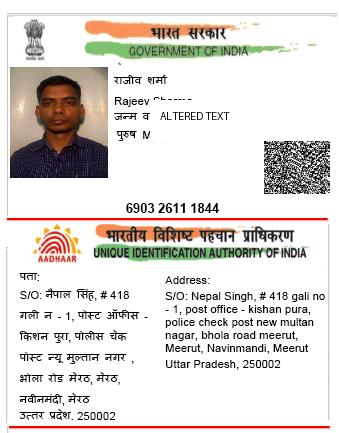 भारत सरकार
GOVERNMENT OF INDIA
राजीव शर्मा
Rajeev
जन्म व ALTERED TEXT
पुरुष M
6903 2611 1844
भारतीय विशिष्ट पहचान प्राधिकरण
AADHAAR UNIQUE IDENTIFICATION AUTHORITY OF INDIA
पता:
S/O: नैपाल सिंह, # 418
गली न - 1, पोस्ट ऑफीस -
किशन पुरा, पोलीस चेक
पोस्ट न्यू मुल्तान नगर ,
भोला रोड मेरठ, मेरठ,
नवीनमंदी, मेरठ
उत्तर प्रदेश. 250002
Address:
S/O: Nepal Singh, # 418 gali no
- 1, post office - kishan pura,
police check post new multan
nagar, bhola road meerut,
Meerut, Navinmandi, Meerut
Uttar Pradesh, 250002